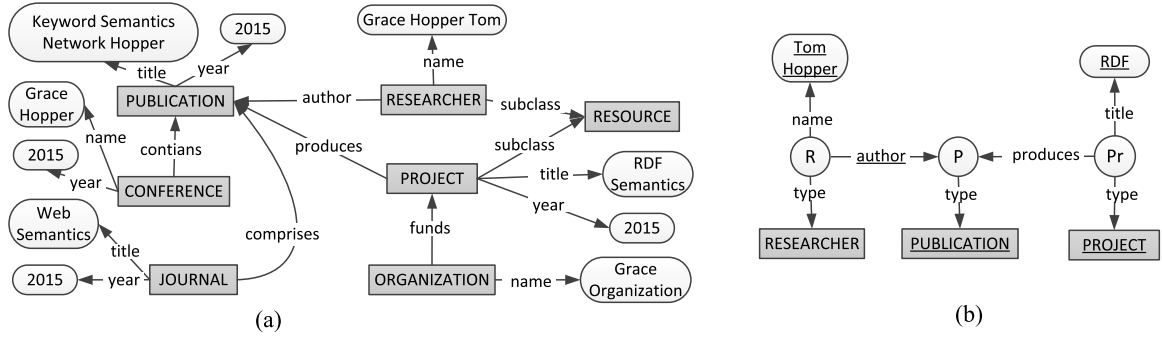 Keyword Semantics
Network Hopper
2015
title
year
Grace
Hopper
PUBLICATION
name
contians
2015
year
CONFERENCE
Web
Semantics
title
2015
year
JOURNAL
comprises
Grace Hopper Tom
name
author
RESEARCHER
subclass
RESOURCE
subclass
produces
PROJECT
title
RDF
Semantics
year
2015
funds
ORGANIZATION
name
Grace
Organization
(a)
Tom
Hopper
RDF
name
title
R
author
P
produces
Pr
type
type
type
RESEARCHER
PUBLICATION
PROJECT
(b)